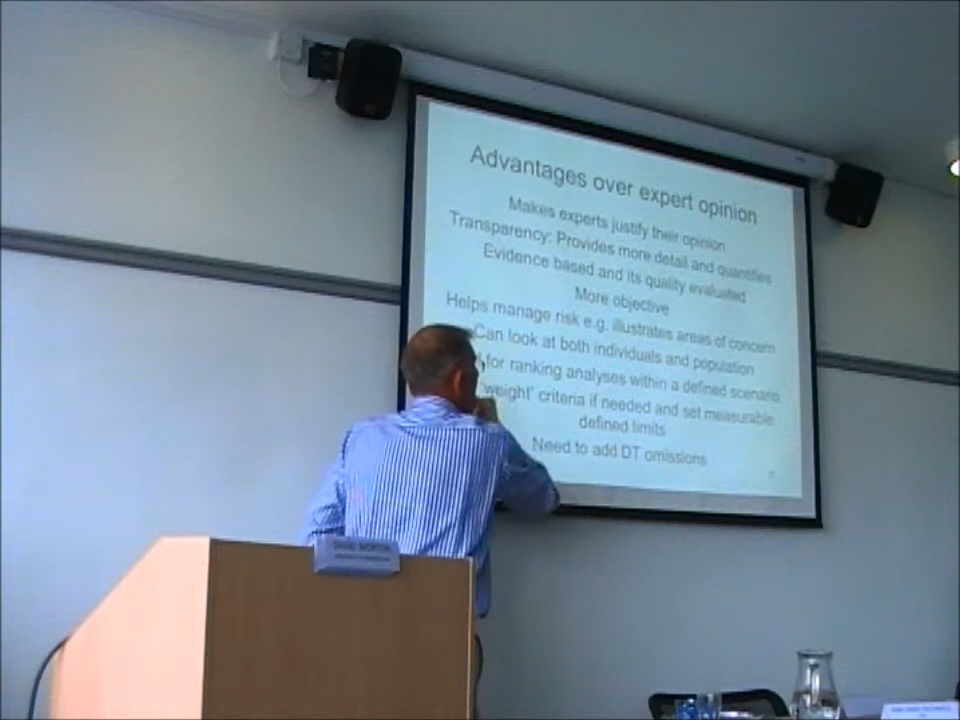 Advantages over expert opinion
Makes experts justify their opinion
Transparency: Provides more detail and quantifies
Evidence based and its quality evaluated
More objective
Helps manage risk e.g. illustrates areas of concern
Can look at both individuals and population
for ranking analyses within a defined scenario
'weight' criteria if needed and set measurable
defined limits
Need to add DT omissions